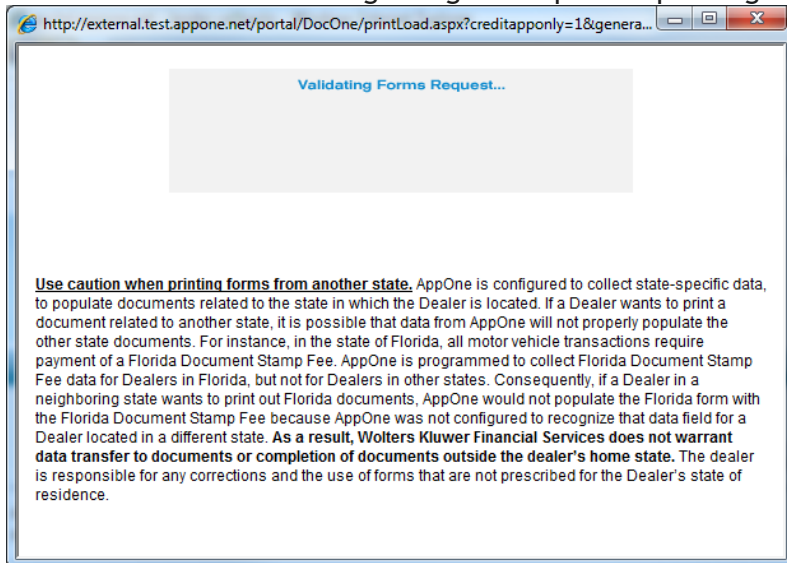 http://external.test.appone.net/portal/DocOne/printLoad.aspx?creditapponly=1&genera...
Validating Forms Request...
Use caution when printing forms from another state. AppOne is configured to collect state-specific data,
to populate documents related to the state in which the Dealer is located. If a Dealer wants to print a
document related to another state, it is possible that data from AppOne will not properly populate the
other state documents. For instance, in the state of Florida, all motor vehicle transactions require
payment of a Florida Document Stamp Fee. AppOne is programmed to collect Florida Document Stamp
Fee data for Dealers in Florida, but not for Dealers in other states. Consequently, if a Dealer in a
neighboring state wants to print out Florida documents, AppOne would not populate the Florida form with
the Florida Document Stamp Fee because AppOne was not configured to recognize that data field for a
Dealer located in a different state. As a result, Wolters Kluwer Financial Services does not warrant
data transfer to documents or completion of documents outside the dealer's home state. The dealer
is responsible for any corrections and the use of forms that are not prescribed for the Dealer's state of
residence.